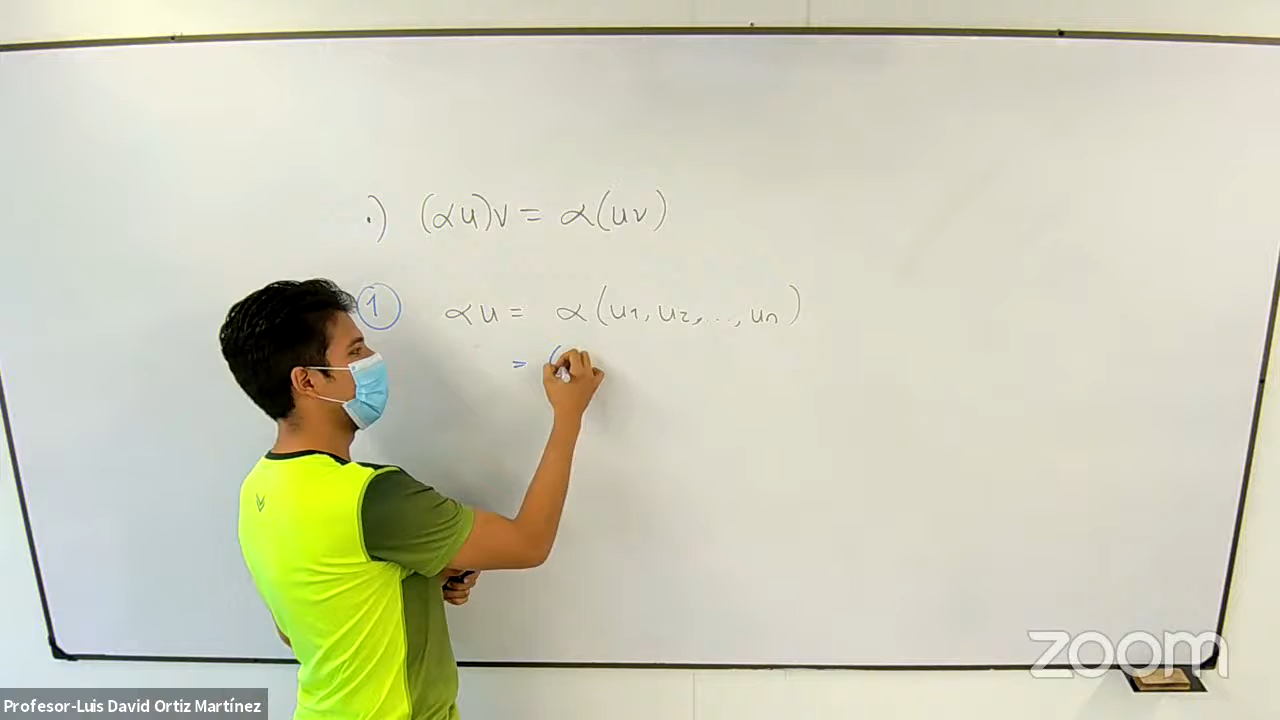 ·) (αu)v = α(uv)
1 αu = α(u1, u2, ..., un)
= (
zoom
Profesor-Luis David Ortiz Martínez